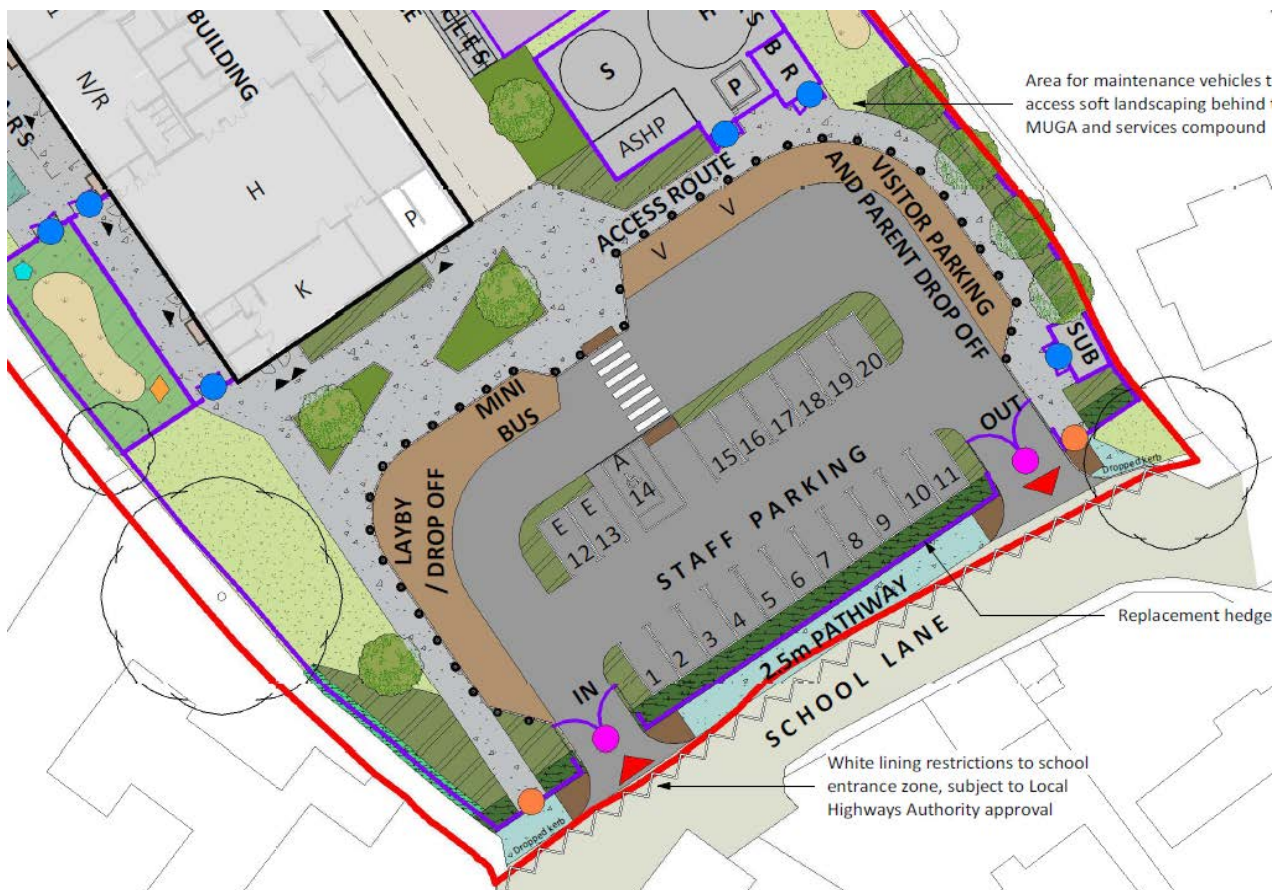 BUILDING
N/R
H
K
P
CLES
S
ASHP
P
B
R
SUB
Area for maintenance vehicles t
access soft landscaping behind
MUGA and services compound
ACCESS ROUTE
V
V
VISITOR PARKING
AND PARENT DROP OFF
MINI
BUS
LAYBY
/ DROP OFF
E
E
A
12
13
14
15
16
17
18
19
20
STAFF PARKING
1
2
3
4
5
6
7
8
9
10
11
IN
OUT
Dropped kerb
Dropped kerb
2.5m PATHWAY
SCHOOL LANE
Replacement hedge
White lining restrictions to school
entrance zone, subject to Local
Highways Authority approval